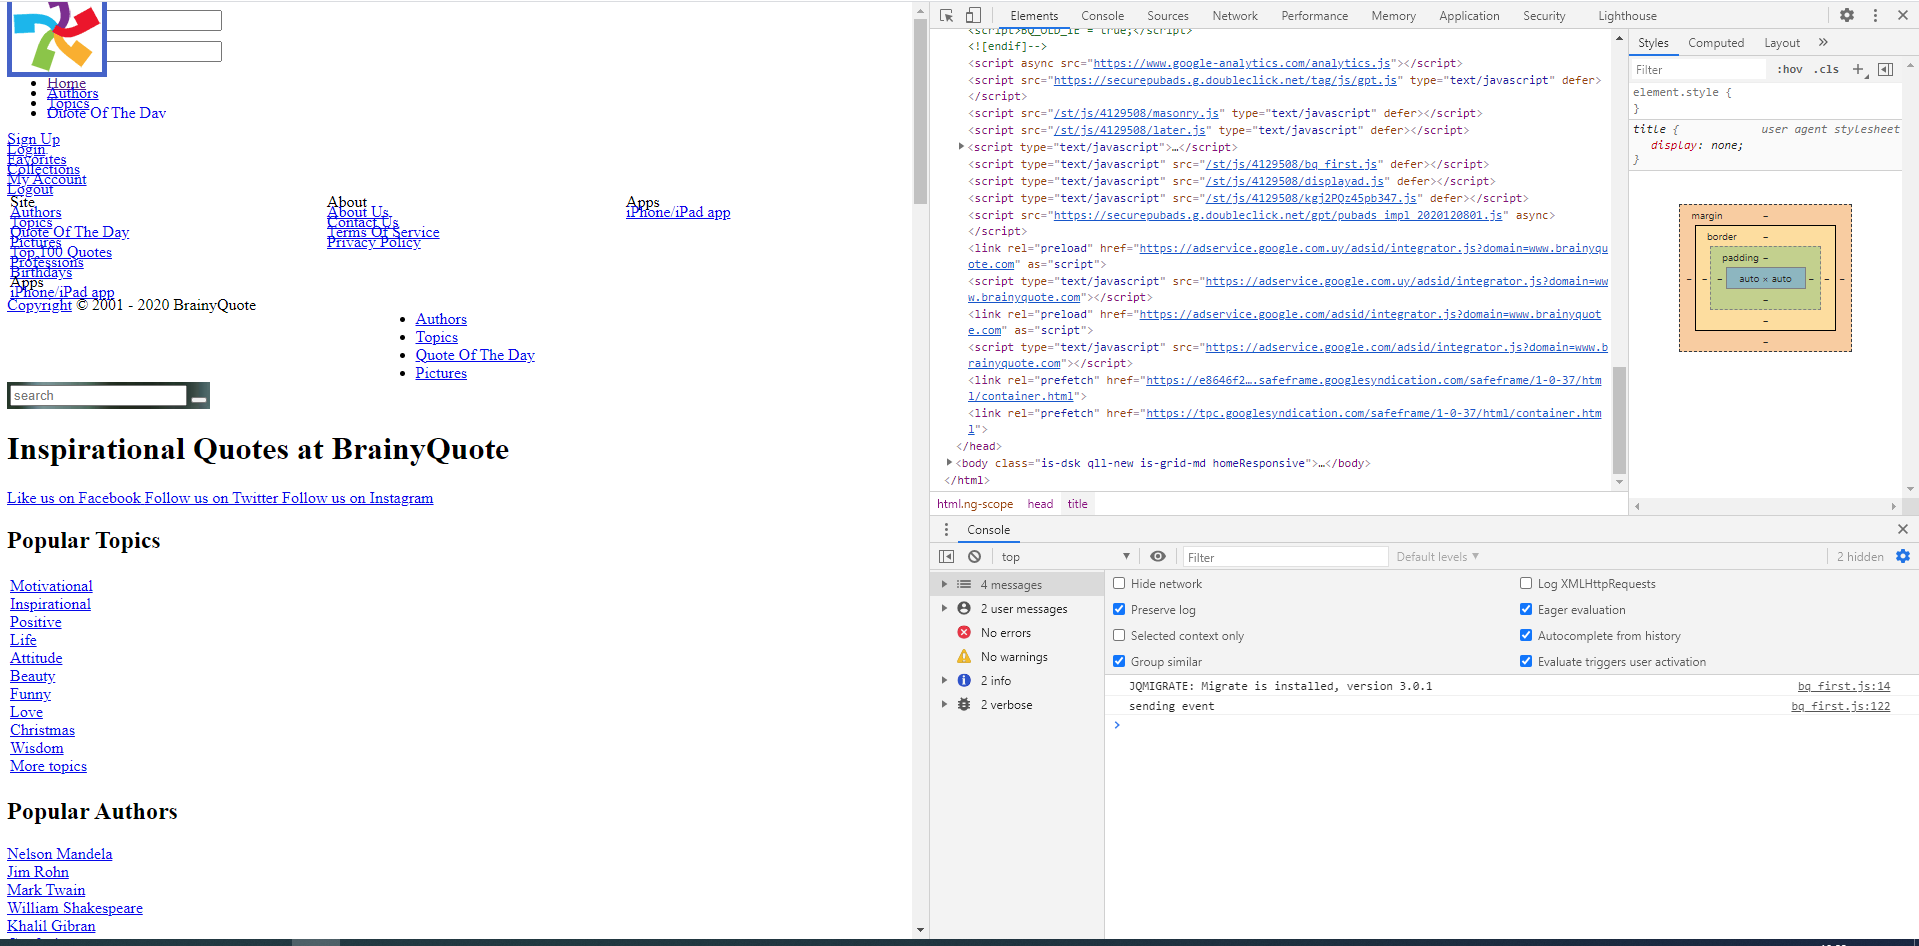 Home
Authors
Topics
Quote Of The Day
Sign Up
Login
Favorites
Collections
My Account
Logout
Site
Authors
Topics
Quote Of The Day
Pictures
Top 100 Quotes
Professions
Birthdays
Apps
iPhone/iPad app
About
About Us
Contact Us
Terms Of Service
Privacy Policy
Apps
iPhone/iPad app
Copyright © 2001 - 2020 BrainyQuote
Authors
Topics
Quote Of The Day
Pictures
search
Inspirational Quotes at BrainyQuote
Like us on Facebook Follow us on Twitter Follow us on Instagram
Popular Topics
Motivational
Inspirational
Positive
Life
Attitude
Beauty
Funny
Love
Christmas
Wisdom
More topics
Popular Authors
Nelson Mandela
Jim Rohn
Mark Twain
William Shakespeare
Khalil Gibran
Elements Console Sources Network Performance Memory Application Security Lighthouse
<script>BQ_OLD_IE = true;</script>
<![endif]-->
<script async src="https://www.google-analytics.com/analytics.js"></script>
<script src="https://securepubads.g.doubleclick.net/tag/js/gpt.js" type="text/javascript" defer>
</script>
<script src="/st/js/4129508/masonry.js" type="text/javascript" defer></script>
<script src="/st/js/4129508/later.js" type="text/javascript" defer></script>
<script type="text/javascript">…</script>
<script type="text/javascript" src="/st/js/4129508/bq_first.js" defer></script>
<script type="text/javascript" src="/st/js/4129508/displayad.js" defer></script>
<script type="text/javascript" src="/st/js/4129508/kgj2PQz45pb347.js" defer></script>
<script src="https://securepubads.g.doubleclick.net/gpt/pubads_impl_2020120801.js" async>
</script>
<link rel="preload" href="https://adservice.google.com.uy/adsid/integrator.js?domain=www.brainyqu
ote.com" as="script">
<script type="text/javascript" src="https://adservice.google.com.uy/adsid/integrator.js?domain=ww
w.brainyquote.com"></script>
<link rel="preload" href="https://adservice.google.com/adsid/integrator.js?domain=www.brainyquot
e.com" as="script">
<script type="text/javascript" src="https://adservice.google.com/adsid/integrator.js?domain=www.b
rainyquote.com"></script>
<link rel="prefetch" href="https://e8646f2….safeframe.googlesyndication.com/safeframe/1-0-37/htm
l/container.html">
<link rel="prefetch" href="https://tpc.googlesyndication.com/safeframe/1-0-37/html/container.htm
l">
</head>
<body class="is-dsk qll-new is-grid-md homeResponsive">…</body>
</html>
html.ng-scope head title
Styles Computed Layout
Filter :hov .cls
element.style {
}
title { user agent stylesheet
display: none;
}
margin –
border –
padding –
– – – auto × auto – – –
–
–
–
Console
top Filter Default levels 2 hidden
4 messages
2 user messages
No errors
No warnings
2 info
2 verbose
Hide network
Preserve log
Selected context only
Group similar
Log XMLHttpRequests
Eager evaluation
Autocomplete from history
Evaluate triggers user activation
JQMIGRATE: Migrate is installed, version 3.0.1 bq_first.js:14
sending event bq_first.js:122